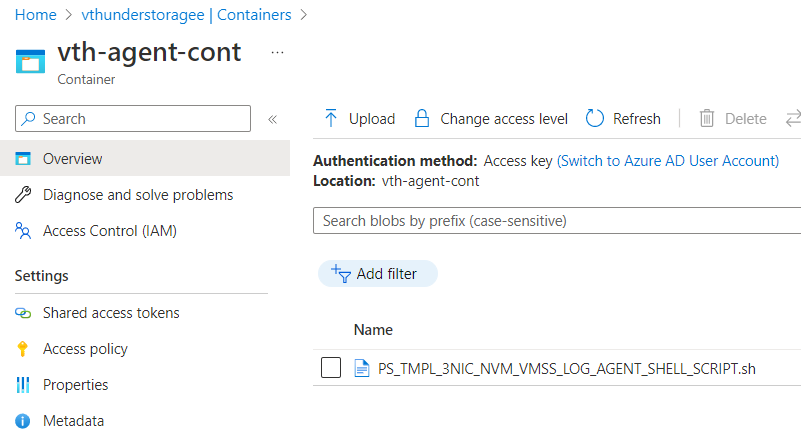 Home > vthunderstoragee | Containers >
vth-agent-cont ...
Container
Search «
Overview
Diagnose and solve problems
Access Control (IAM)
Settings
Shared access tokens
Access policy
Properties
Metadata
Upload Change access level Refresh Delete
Authentication method: Access key (Switch to Azure AD User Account)
Location: vth-agent-cont
Search blobs by prefix (case-sensitive)
Add filter
Name
PS_TMPL_3NIC_NVM_VMSS_LOG_AGENT_SHELL_SCRIPT.sh